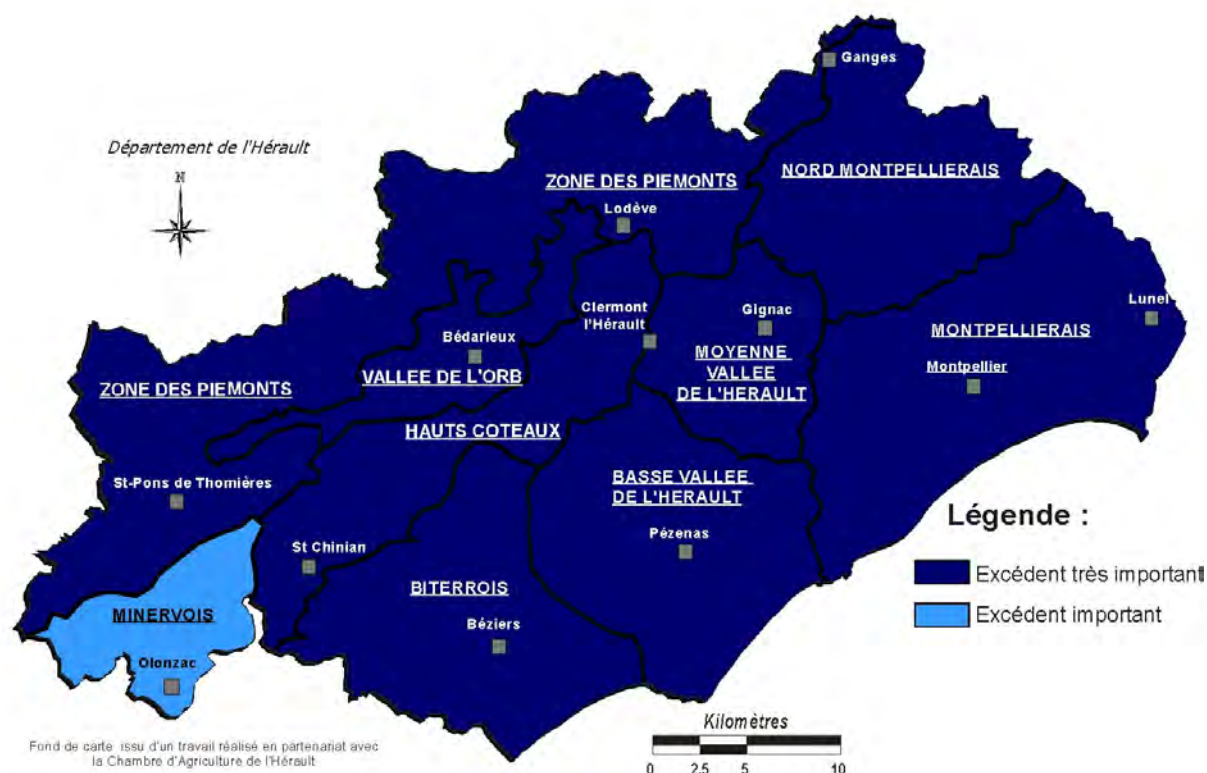 Ganges
Département de l'Hérault
NORD MONTPELLIERAIS
N
ZONE DES PIEMONTS
Lodève
Clermont
l'Hérault
Gignac
Lunel
MONTPELLIERAIS
Bédarieux
MOYENNE
VALLEE
DE L'HERAULT
VALLEE DE L'ORB
Montpellier
ZONE DES PIEMONTS
HAUTS COTEAUX
St-Pons de Thomières
BASSE VALLEE
DE L'HERAULT
Légende :
Pézenas
St Chinian
Excédent très important
BITERROIS
MINERVOIS
Excédent important
Béziers
Olonzac
Kilomètres
Fond de carte issu d'un travail réalisé en partenariat avec
la Chambre d'Agriculture de l'Hérault
0 2,5 5 10